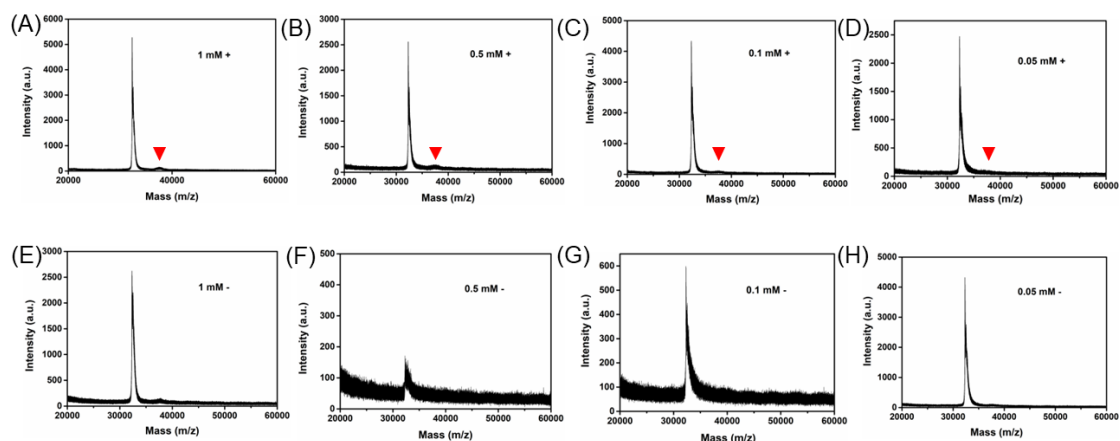 (A)
6000
5000
4000
3000
2000
1000
0
20000 40000 60000
Intensity (a.u.)
Mass (m/z)
1 mM +
(B)
3000
2500
2000
1500
1000
500
0
20000 30000 40000 50000 60000
Intensity (a.u.)
Mass (m/z)
0.5 mM +
(C)
5000
4000
3000
2000
1000
0
20000 30000 40000 50000 60000
Intensity (a.u.)
Mass (m/z)
0.1 mM +
(D)
2500
2000
1500
1000
500
0
20000 30000 40000 50000 60000
Intensity (a.u.)
Mass (m/z)
0.05 mM +
(E)
3000
2500
2000
1500
1000
500
0
20000 30000 40000 50000 60000
Intensity (a.u.)
Mass (m/z)
1 mM -
(F)
500
400
300
200
100
0
20000 30000 40000 50000 60000
Intensity (a.u.)
Mass (m/z)
0.5 mM -
(G)
600
500
400
300
200
100
0
20000 30000 40000 50000 60000
Intensity (a.u.)
Mass (m/z)
0.1 mM -
(H)
5000
4000
3000
2000
1000
0
20000 30000 40000 50000 60000
Intensity (a.u.)
Mass (m/z)
0.05 mM -